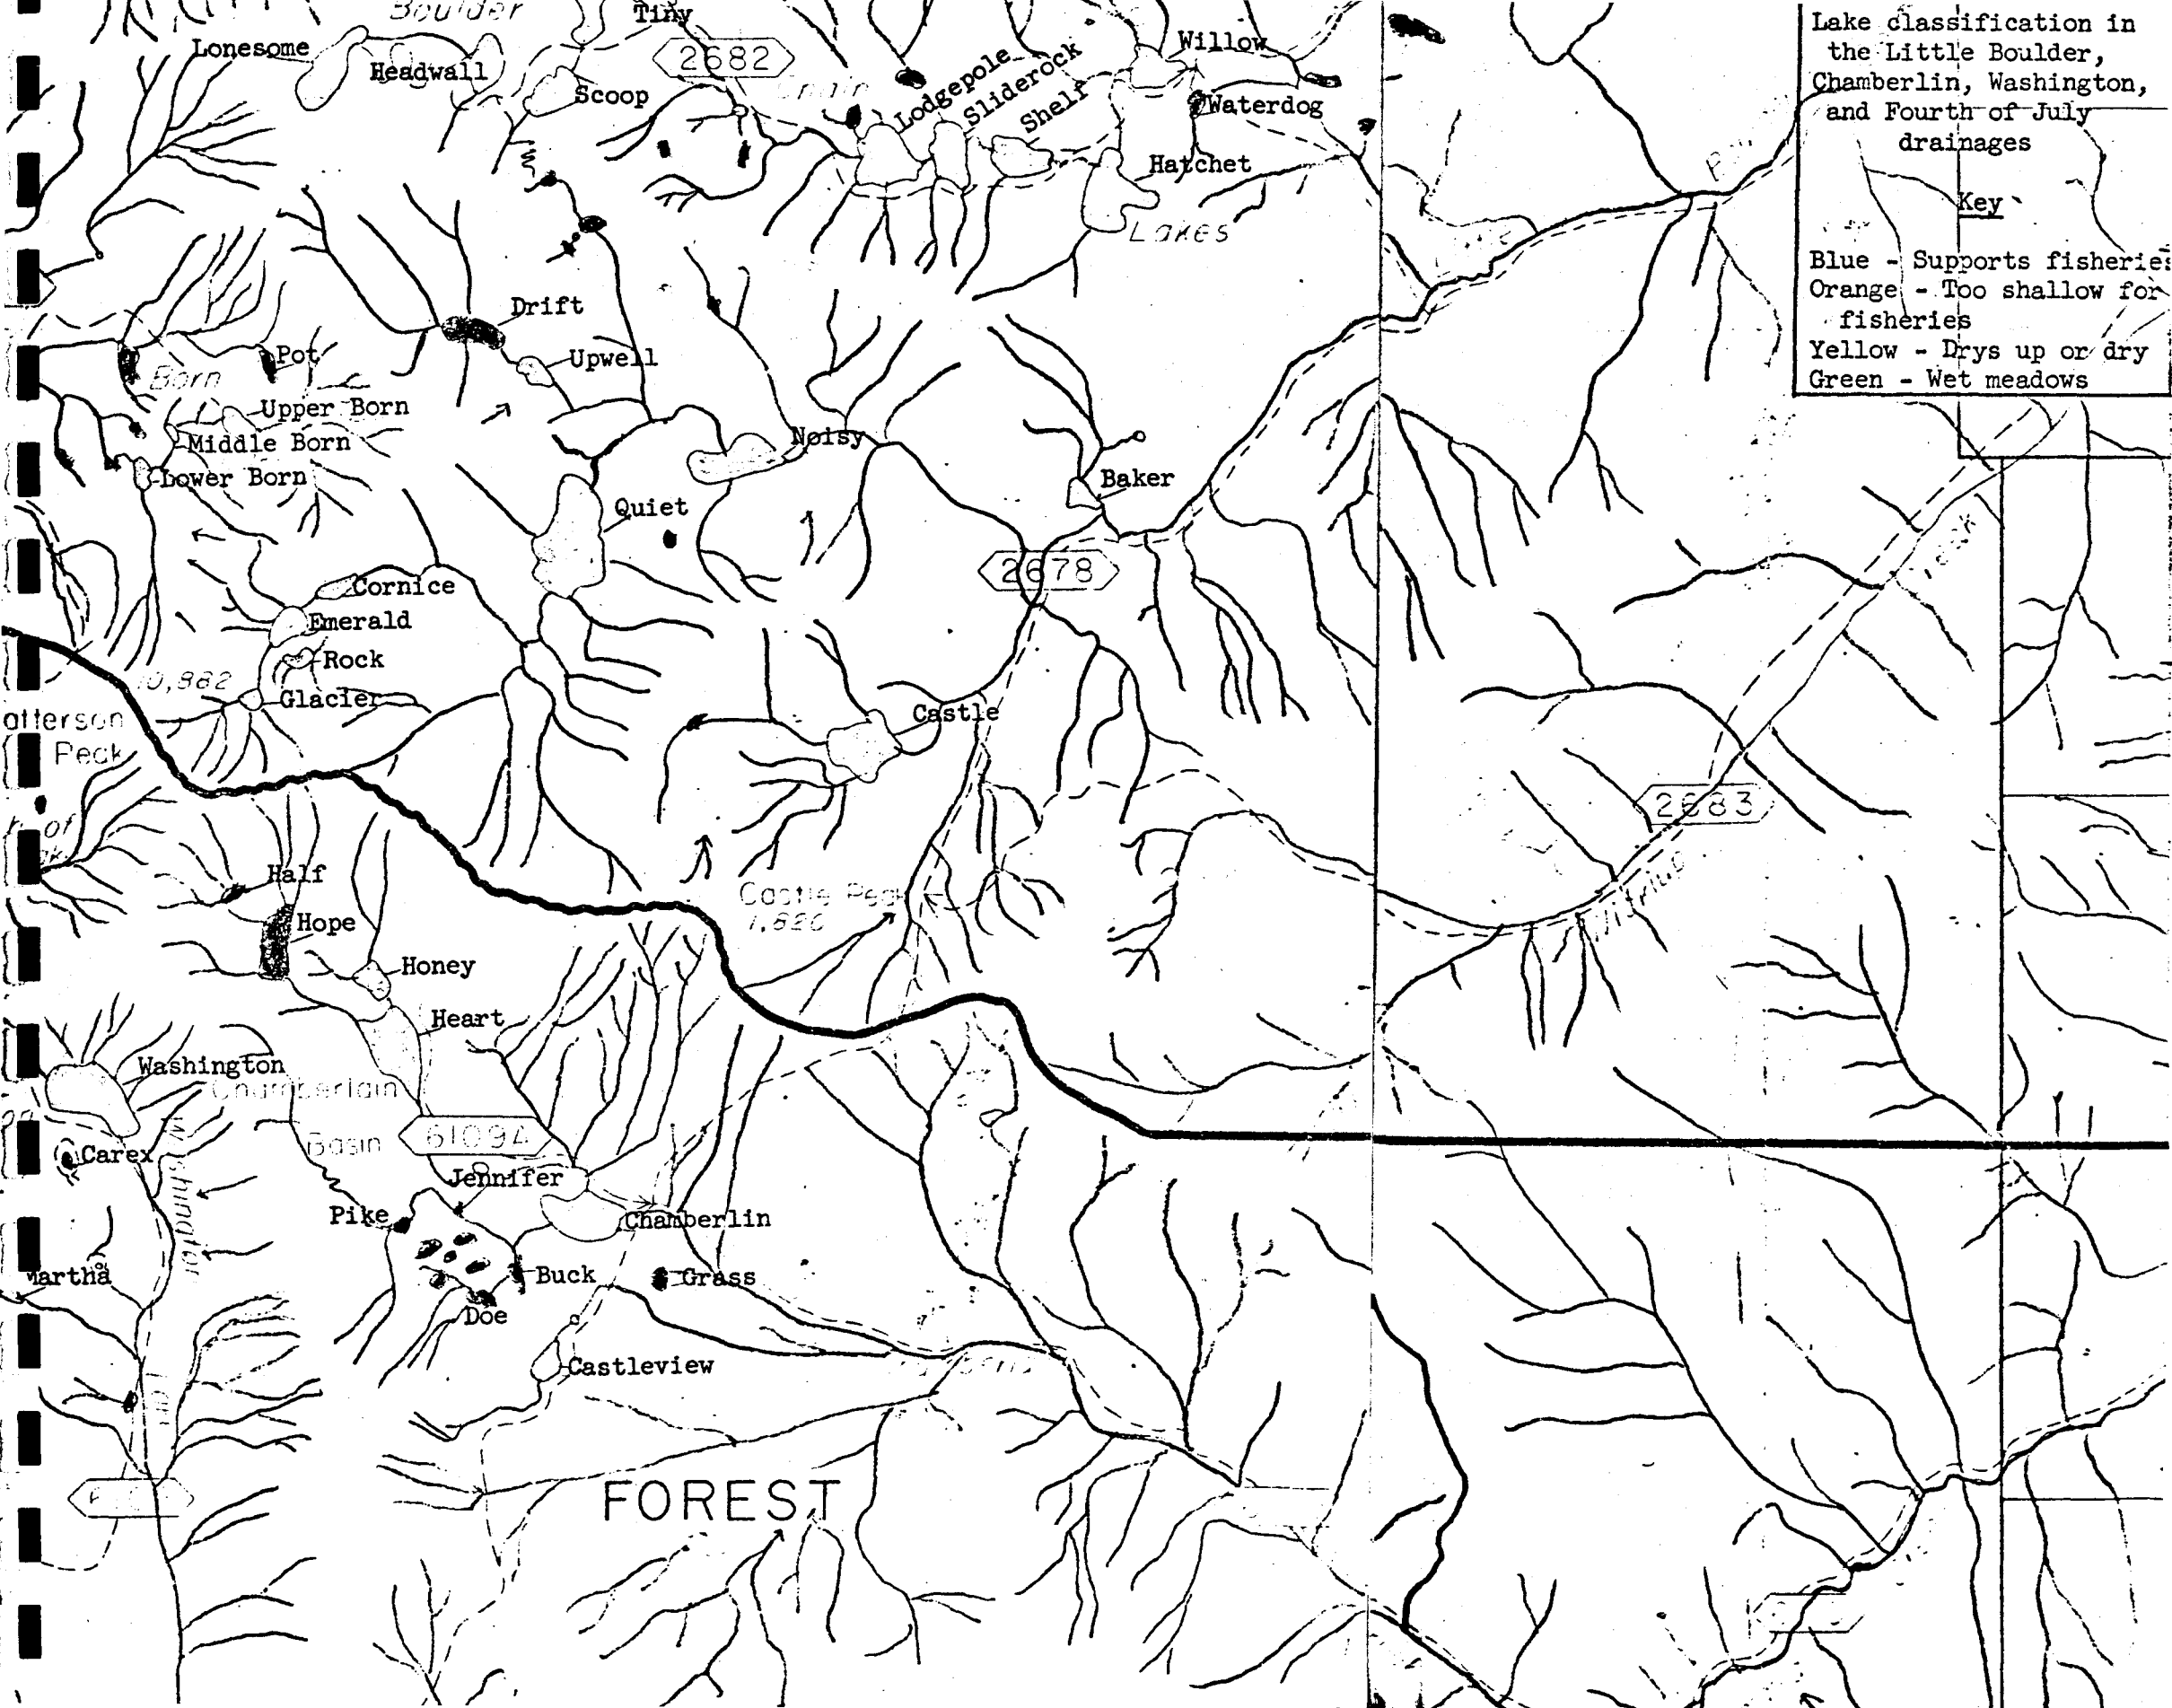 Boulder
Tiny
Lonesome
Headwall
2682
Scoop
Lodgepole
Sliderock
Shelf
Willow
Waterdog
Hatchet
Lakes
Lake classification in
the Little Boulder,
Chamberlin, Washington,
and Fourth of July
drainages
Key
Blue - Supports fisheries
Orange - Too shallow for
fisheries
Yellow - Drys up or dry
Green - Wet meadows
Drift
Upwell
Pot
Born
Upper Born
Middle Born
Lower Born
Noisy
Baker
Quiet
2678
Cornice
Emerald
Rock
10,882
Glacier
atterson
Peak
Castle
2683
Half
Castle Peak
Hope
Honey
Heart
Washington
Chamberlain
Basin
61094
Carex
Washington
Jennifer
Pike
Chamberlin
Martha
Buck
Grass
Doe
Castleview
FOREST